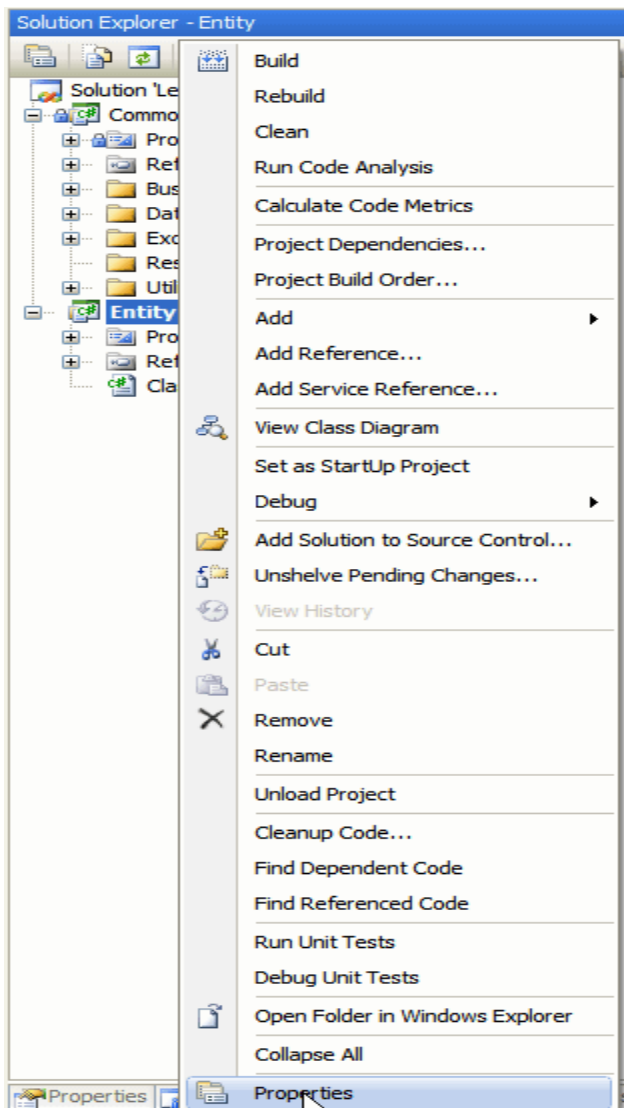 Solution Explorer - Entity
Solution 'Le
Commo
Pro
Ref
Bus
Dat
Exc
Res
Utili
Entity
Pro
Ref
Cla
Build
Rebuild
Clean
Run Code Analysis
Calculate Code Metrics
Project Dependencies...
Project Build Order...
Add
Add Reference...
Add Service Reference...
View Class Diagram
Set as StartUp Project
Debug
Add Solution to Source Control...
Unshelve Pending Changes...
View History
Cut
Paste
Remove
Rename
Unload Project
Cleanup Code...
Find Dependent Code
Find Referenced Code
Run Unit Tests
Debug Unit Tests
Open Folder in Windows Explorer
Collapse All
Properties
Properties